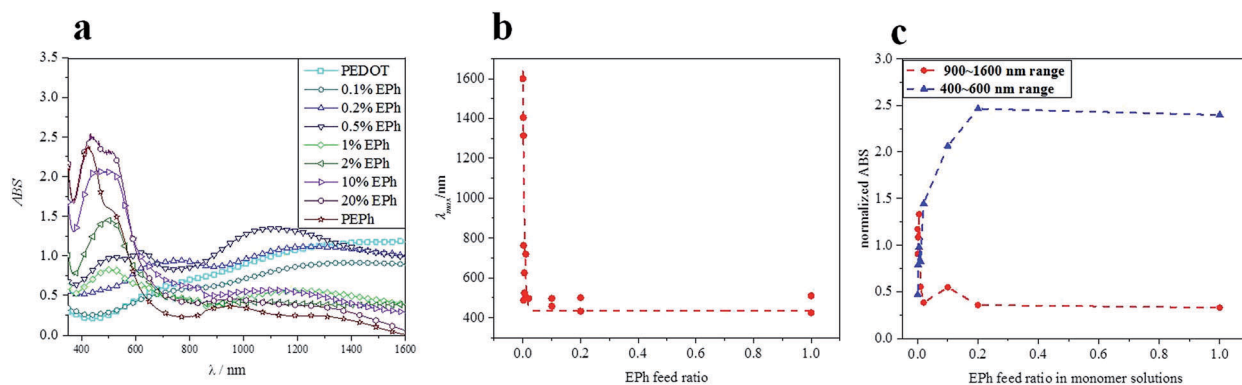 a
3.5
3.0
2.5
2.0
1.5
1.0
0.5
0.0
ABS
400 600 800 1000 1200 1400 1600
λ / nm
PEDOT
0.1% EPh
0.2% EPh
0.5% EPh
1% EPh
2% EPh
10% EPh
20% EPh
PEPh
b
1600
1400
1200
1000
800
600
400
λmax/nm
0.0 0.2 0.4 0.6 0.8 1.0
EPh feed ratio
c
3.0
2.5
2.0
1.5
1.0
0.5
0.0
normalized ABS
900~1600 nm range
400~600 nm range
0.0 0.2 0.4 0.6 0.8 1.0
EPh feed ratio in monomer solutions